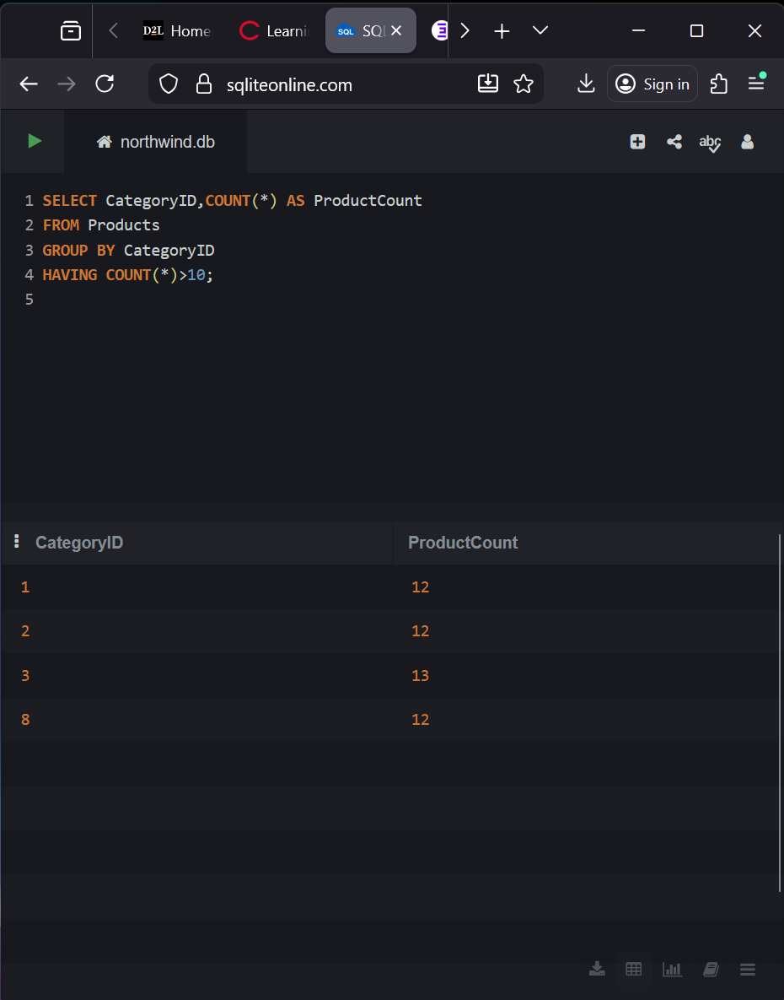 D2L Home
Learni
SQL SQL
sqliteonline.com
Sign in
northwind.db
abc
1 SELECT CategoryID,COUNT(*) AS ProductCount
2 FROM Products
3 GROUP BY CategoryID
4 HAVING COUNT(*)>10;
5
CategoryID ProductCount
1 12
2 12
3 13
8 12